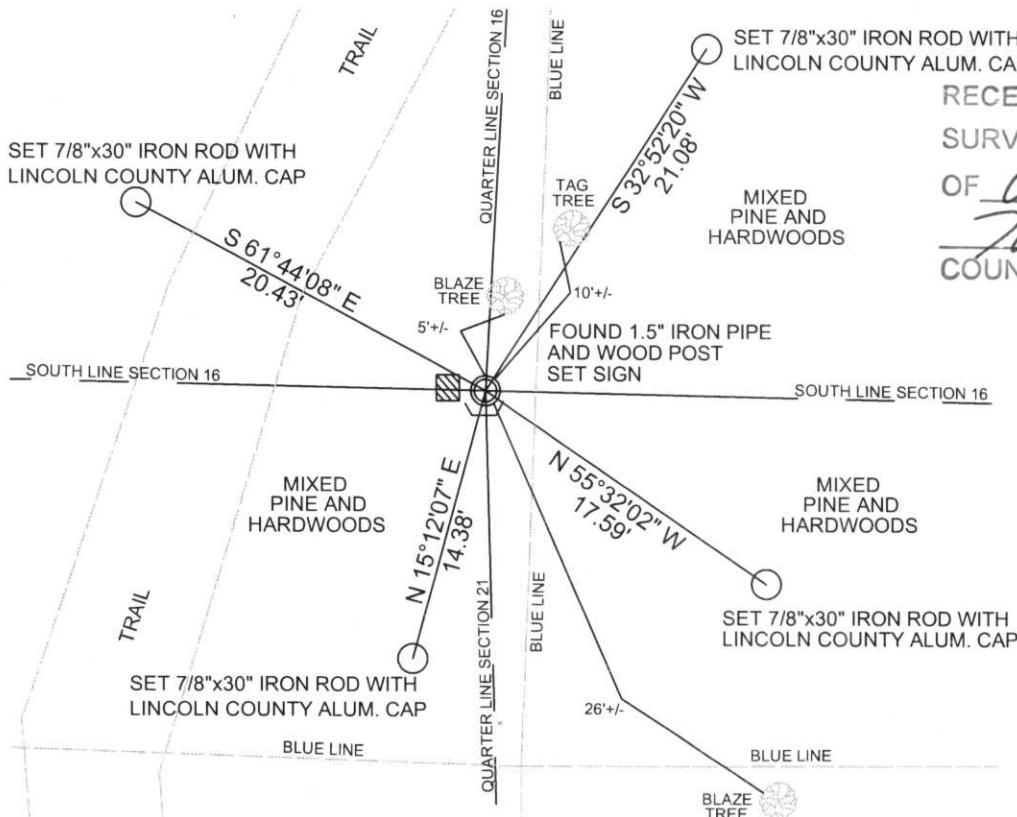 TRAIL
QUARTER LINE SECTION 16
BLUE LINE
SET 7/8"x30" IRON ROD WITH
LINCOLN COUNTY ALUM. CA
RECE
SURV
OF
COUN
SET 7/8"x30" IRON ROD WITH
LINCOLN COUNTY ALUM. CAP
S 32°52'20" W
21.08'
TAG
TREE
MIXED
PINE AND
HARDWOODS
S 61°44'08" E
20.43'
BLAZE
TREE
10'+/-
5'+/-
FOUND 1.5" IRON PIPE
AND WOOD POST
SET SIGN
SOUTH LINE SECTION 16
SOUTH LINE SECTION 16
MIXED
PINE AND
HARDWOODS
N 15°12'07" E
14.38'
N 55°32'02" W
17.59'
MIXED
PINE AND
HARDWOODS
TRAIL
QUARTER LINE SECTION 21
BLUE LINE
SET 7/8"x30" IRON ROD WITH
LINCOLN COUNTY ALUM. CAP
SET 7/8"x30" IRON ROD WITH
LINCOLN COUNTY ALUM. CAP
26'+/-
BLUE LINE
BLUE LINE
BLAZE
TREE